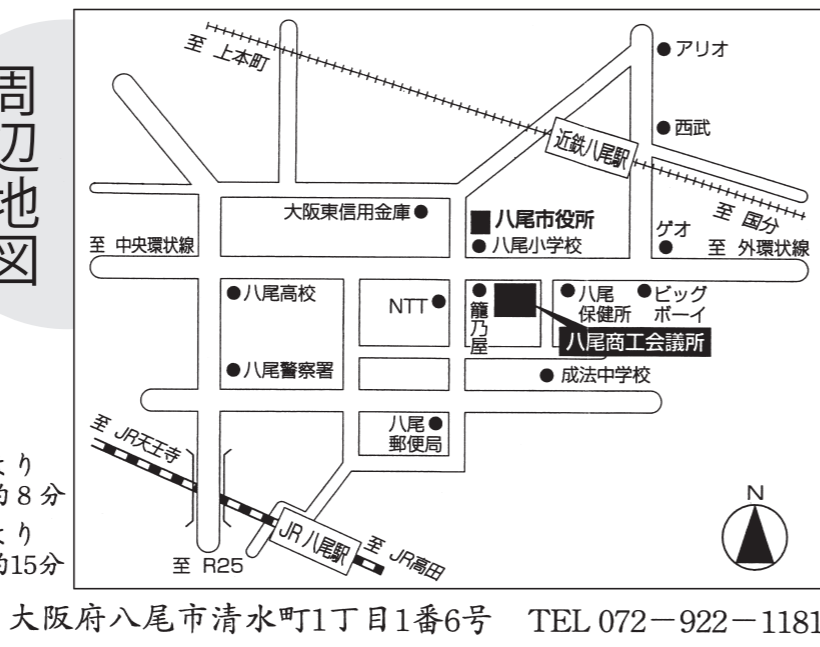 周辺地図
至 上本町
アリオ
西武
近鉄八尾駅
至 国分
大阪東信用金庫
八尾市役所
八尾小学校
ゲオ
至 中央環状線
至 外環状線
八尾高校
NTT
籠乃屋
八尾
保健所
ビッグ
ボーイ
八尾商工会議所
八尾警察署
成法中学校
八尾
郵便局
至 JR天王寺
より
約8分
より
約15分
JR 八尾駅
至 JR高田
至 R25
N
大阪府八尾市清水町1丁目1番6号 TEL 072－922－1181